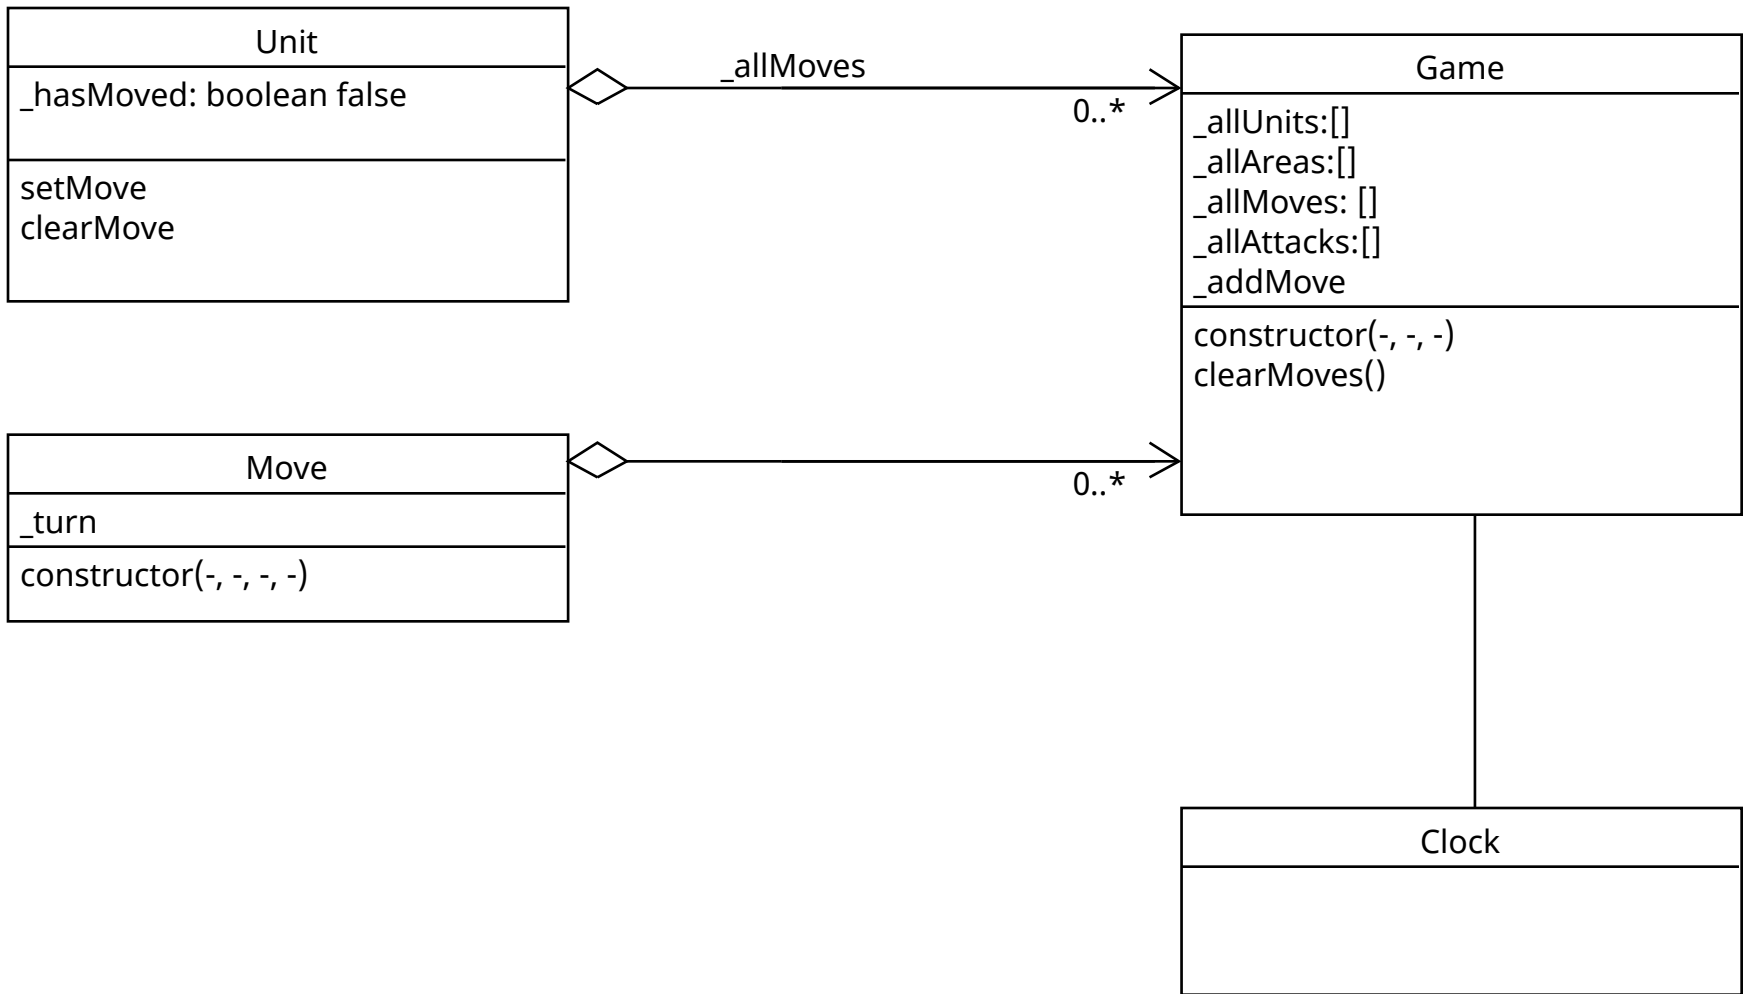 Unit
_hasMoved: boolean false
setMove
clearMove
_allMoves
0..*
Game
_allUnits:[]
_allAreas:[]
_allMoves: []
_allAttacks:[]
_addMove
constructor(-, -, -)
clearMoves()
Move
_turn
constructor(-, -, -, -)
0..*
Clock